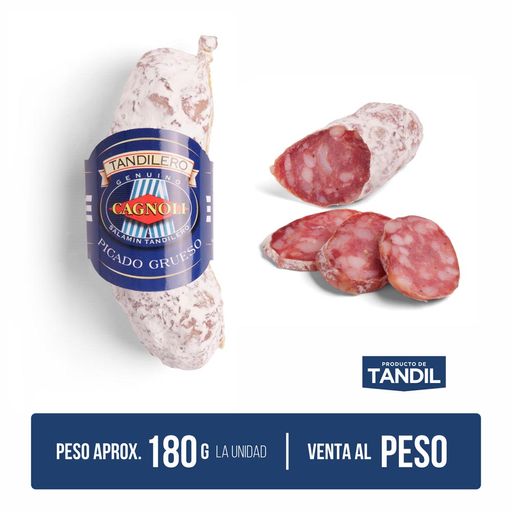 TANDILERO
GENUINO
CAGNOLI
SALAMIN TANDILERO
PICADO GRUESO
PRODUCTO DE
TANDIL
PESO APROX. 180 G LA UNIDAD | VENTA AL PESO